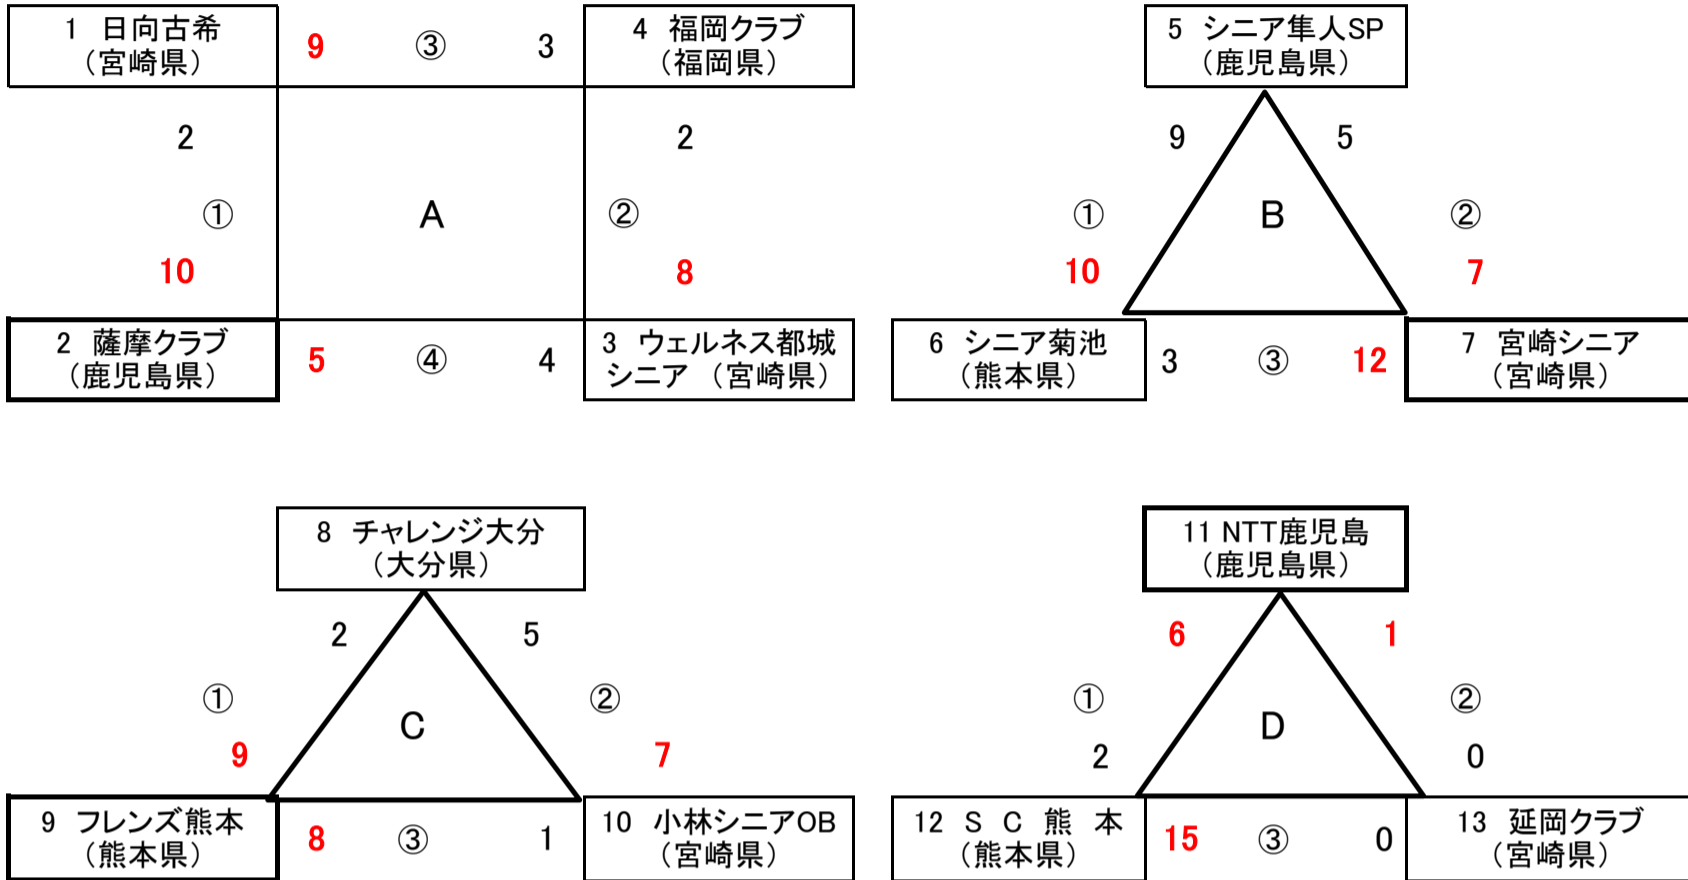 1 日向古希
（宮崎県）
9 ③ 3
4 福岡クラブ
（福岡県）
2
2
①
A
②
10
8
2 薩摩クラブ
（鹿児島県）
5 ④ 4
3 ウェルネス都城
シニア （宮崎県）
5 シニア隼人SP
（鹿児島県）
9
5
①
B
②
10
7
6 シニア菊池
（熊本県）
3 ③ 12
7 宮崎シニア
（宮崎県）
8 チャレンジ大分
（大分県）
2
5
①
C
②
9
7
9 フレンズ熊本
（熊本県）
8 ③ 1
10 小林シニアOB
（宮崎県）
11 NTT鹿児島
（鹿児島県）
6
1
①
D
②
2
0
12 S C 熊 本
（熊本県）
15 ③ 0
13 延岡クラブ
（宮崎県）